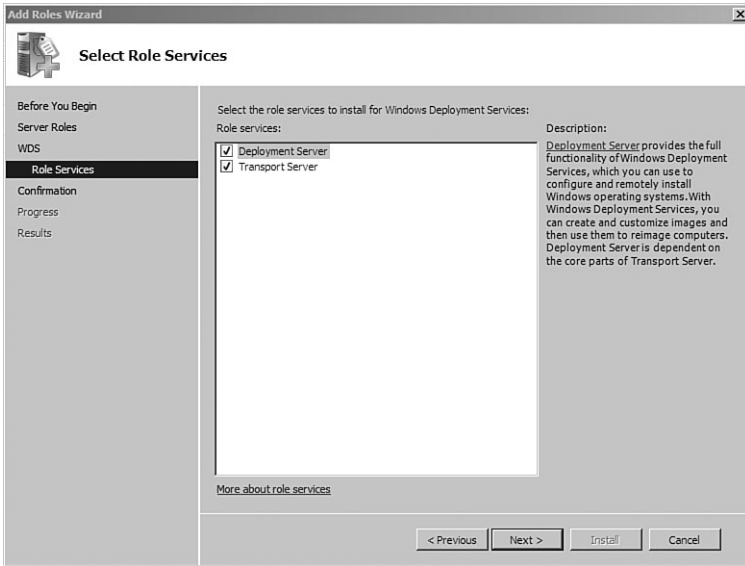 Add Roles Wizard
Select Role Services
Before You Begin
Server Roles
WDS
Role Services
Confirmation
Progress
Results
Select the role services to install for Windows Deployment Services:
Role services:
Deployment Server
Transport Server
More about role services
Description:
Deployment Server provides the full
functionality of Windows Deployment
Services, which you can use to
configure and remotely install
Windows operating systems. With
Windows Deployment Services, you
can create and customize images and
then use them to reimage computers.
Deployment Server is dependent on
the core parts of Transport Server.
< Previous
Next >
Install
Cancel